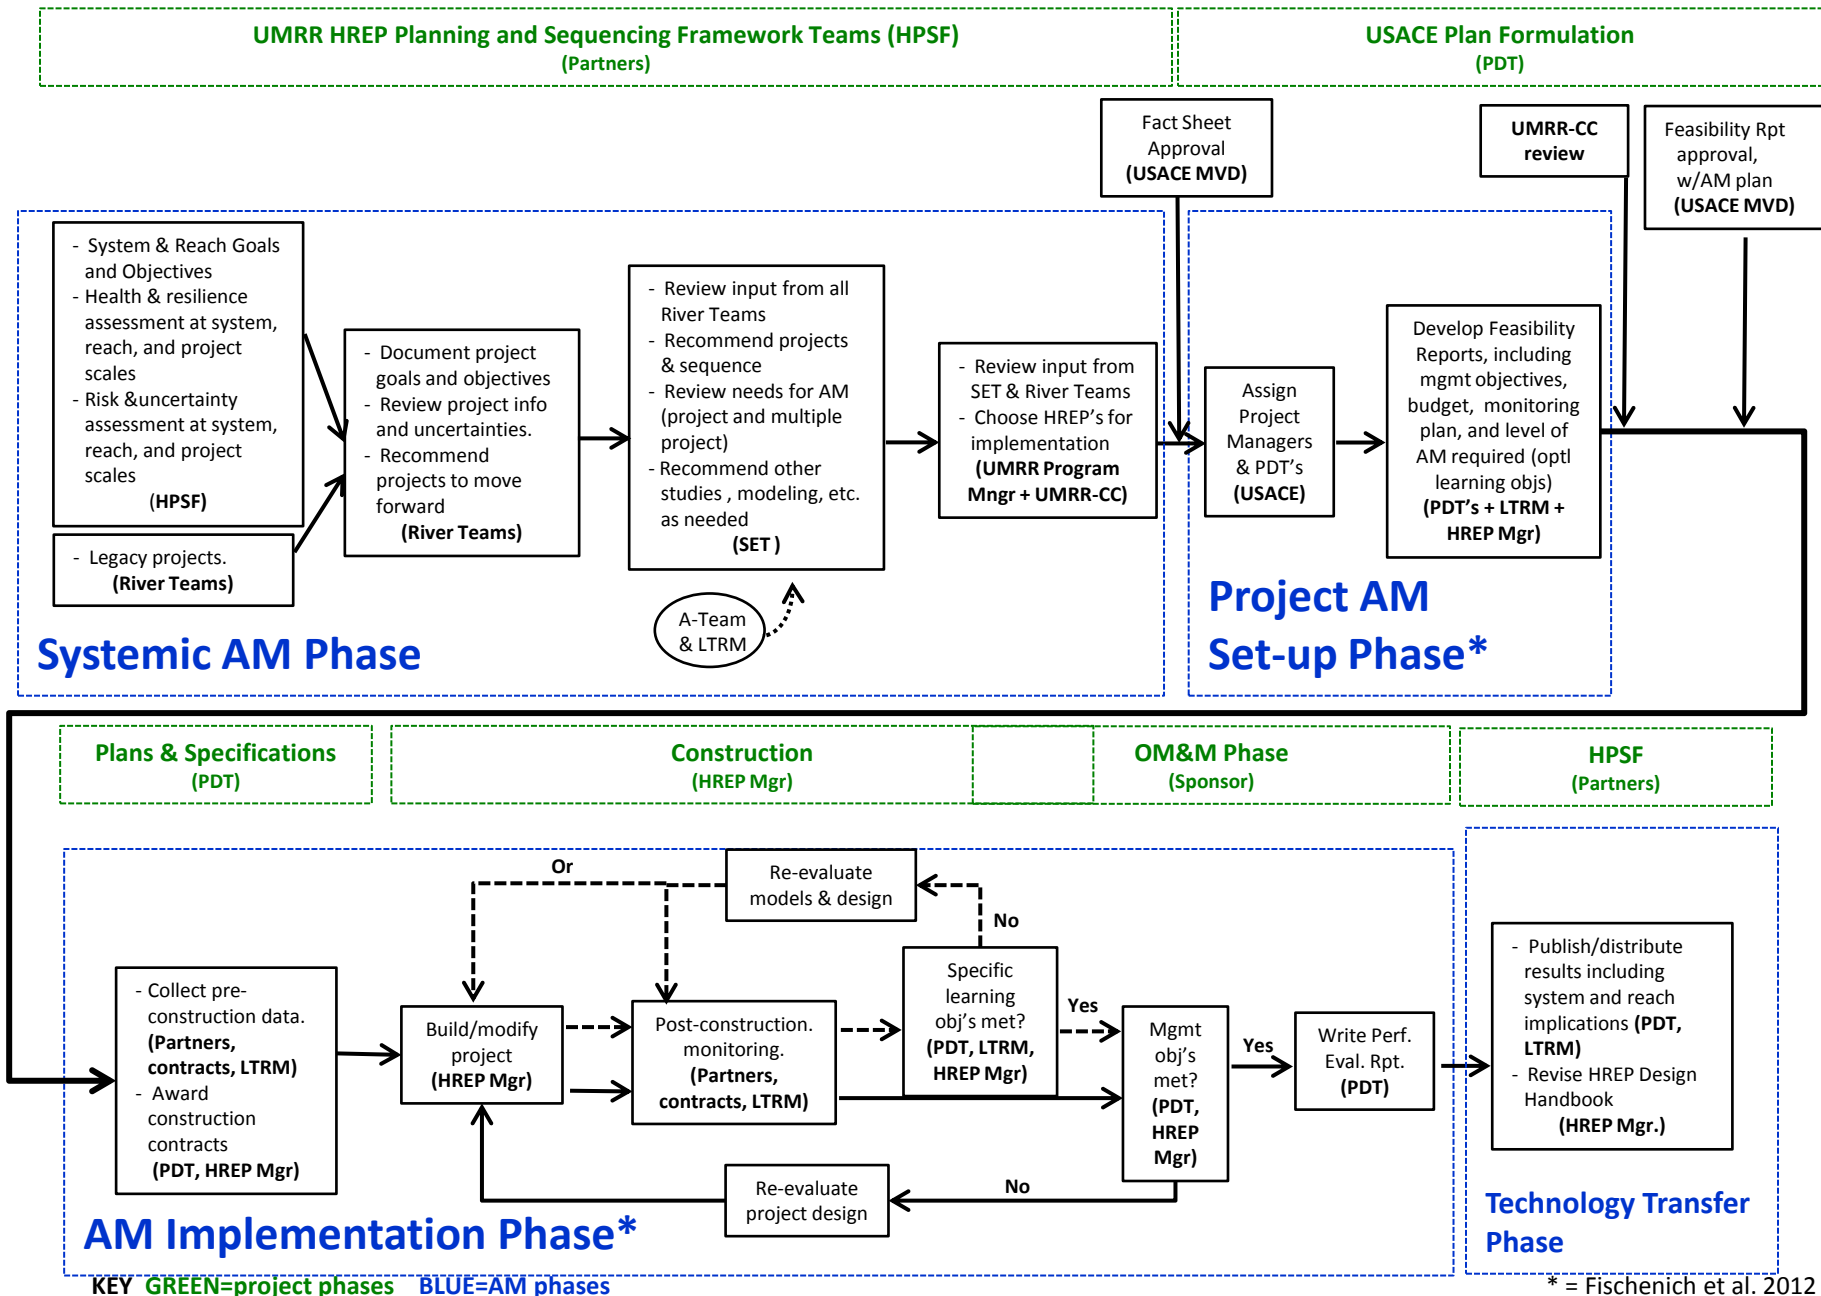 UMRR HREP Planning and Sequencing Framework Teams (HPSF)
(Partners)
USACE Plan Formulation
(PDT)
Fact Sheet
Approval
(USACE MVD)
UMRR-CC
review
Feasibility Rpt
approval,
w/AM plan
(USACE MVD)
- System & Reach Goals
and Objectives
- Health & resilience
assessment at system,
reach, and project
scales
- Risk &uncertainty
assessment at system,
reach, and project
scales
(HPSF)
- Legacy projects.
(River Teams)
- Document project
goals and objectives
- Review project info
and uncertainties.
- Recommend
projects to move
forward
(River Teams)
- Review input from all
River Teams
- Recommend projects
& sequence
- Review needs for AM
(project and multiple
project)
- Recommend other
studies , modeling, etc.
as needed
(SET )
A-Team
& LTRM
- Review input from
SET & River Teams
- Choose HREP's for
implementation
(UMRR Program
Mngr + UMRR-CC)
Assign
Project
Managers
& PDT's
(USACE)
Develop Feasibility
Reports, including
mgmt objectives,
budget, monitoring
plan, and level of
AM required (optl
learning objs)
(PDT's + LTRM +
HREP Mgr)
Systemic AM Phase
Project AM
Set-up Phase*
Plans & Specifications
(PDT)
Construction
(HREP Mgr)
OM&M Phase
(Sponsor)
HPSF
(Partners)
Or
Re-evaluate
models & design
No
- Collect pre-
construction data.
(Partners,
contracts, LTRM)
- Award
construction
contracts
(PDT, HREP Mgr)
Build/modify
project
(HREP Mgr)
Post-construction.
monitoring.
(Partners,
contracts, LTRM)
Specific
learning
obj's met?
(PDT, LTRM,
HREP Mgr)
Yes
Mgmt
obj's
met?
(PDT,
HREP
Mgr)
Yes
Write Perf.
Eval. Rpt.
(PDT)
- Publish/distribute
results including
system and reach
implications (PDT,
LTRM)
- Revise HREP Design
Handbook
(HREP Mgr.)
Re-evaluate
project design
No
AM Implementation Phase*
Technology Transfer
Phase
KEY GREEN=project phases BLUE=AM phases
* = Fischenich et al. 2012